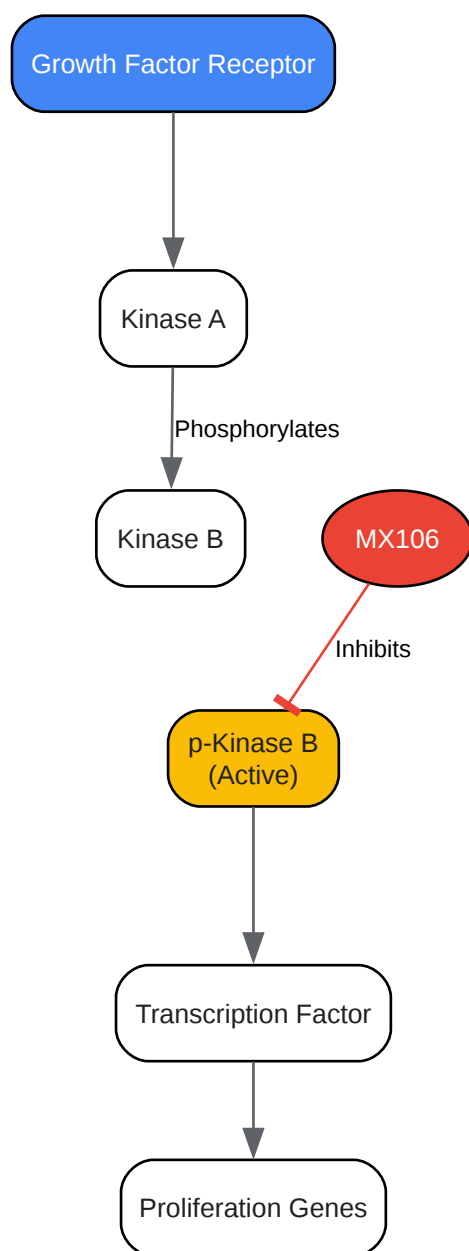 Growth Factor Receptor
Kinase A
Phosphorylates
Kinase B
MX106
Inhibits
p-Kinase B
(Active)
Transcription Factor
Proliferation Genes